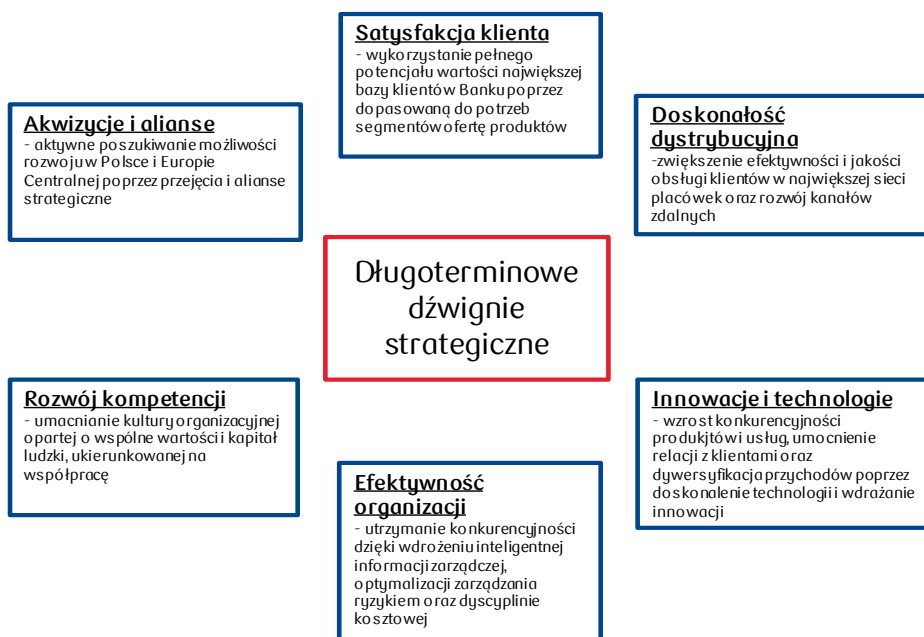 Satysfakcja klienta
- wykorzystanie pełnego
potencjału wartości największej
bazy klientów Banku poprzez
dopasowaną do potrzeb
segmentów ofertę produktów
Akwizycje i alianse
- aktywne poszukiwanie możliwości
rozwoju w Polsce i Europie
Centralnej poprzez przejęcia i alianse
strategiczne
Doskonałość
dystrybucyjna
-zwiększenie efektywności i jakości
obsługi klientów w największej sieci
placówek oraz rozwój kanałów
zdalnych
Długoterminowe
dźwignie
strategiczne
Rozwój kompetencji
- umacnianie kultury organizacyjnej
opartej o wspólne wartości i kapitał
ludzki, ukierunkowanej na
współpracę
Innowacje i technologie
- wzrost konkurencyjności
produkjtów i usług, umocnienie
relacji z klientami oraz
dywersyfikacja przychodów poprzez
doskonalenie technologii i wdrażanie
innowacji
Efektywność
organizacji
- utrzymanie konkurencyjności
dzięki wdrożeniu inteligentnej
informacji zarządczej,
optymalizacji zarządzania
ryzykiem oraz dyscyplinie
kosztowej